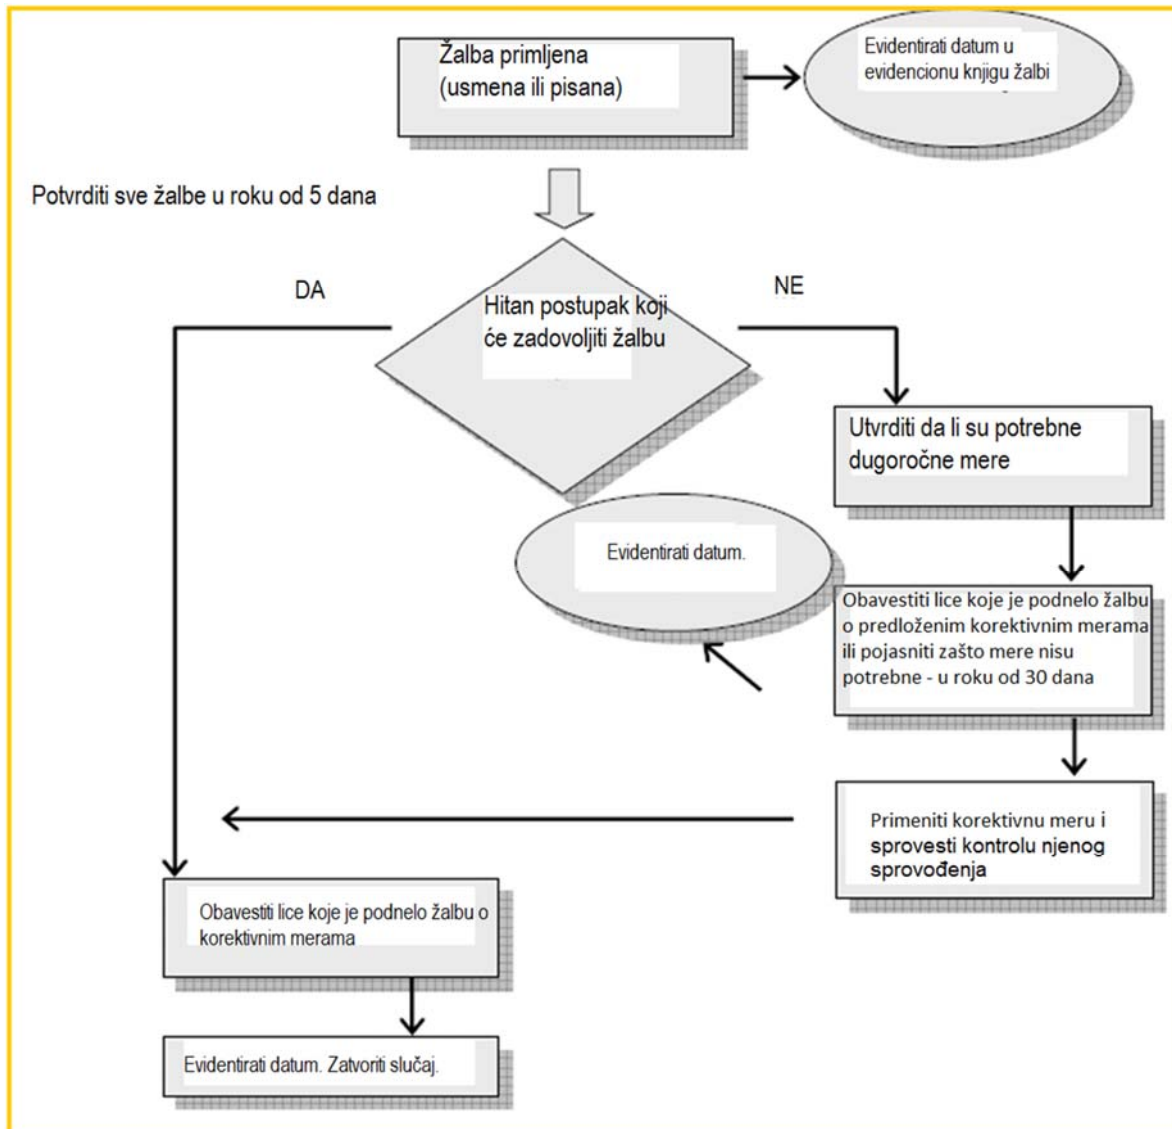 Žalba primljena
(usmena ili pisana)
Evidentirati datum u
evidencionu knjigu žalbi
Potvrditi sve žalbe u roku od 5 dana
DA
NE
Hitan postupak koji
će zadovoljiti žalbu
Utvrditi da li su potrebne
dugoročne mere
Evidentirati datum.
Obavestiti lice koje je podnelo žalbu
o predloženim korektivnim merama
ili pojasniti zašto mere nisu
potrebne - u roku od 30 dana
Primeniti korektivnu meru i
sprovesti kontrolu njenog
sprovođenja
Obavestiti lice koje je podnelo žalbu o
korektivnim merama
Evidentirati datum. Zatvoriti slučaj.